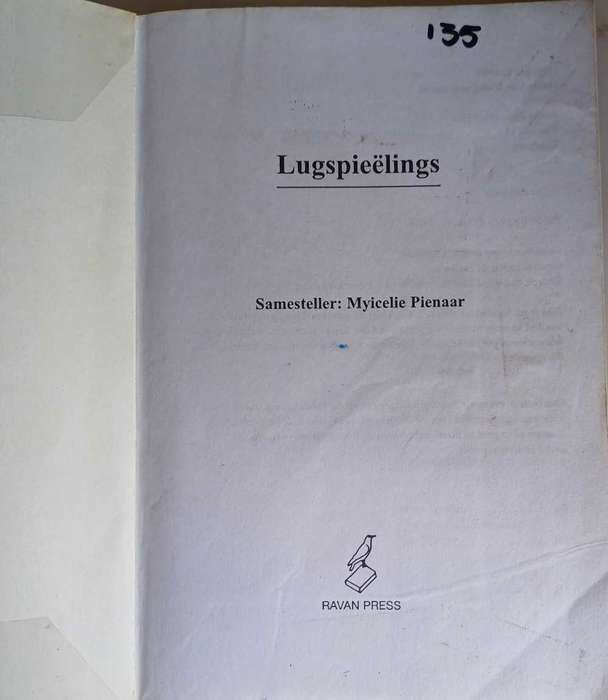 135
Lugspieëlings
Samesteller: Myicelie Pienaar
RAVAN PRESS